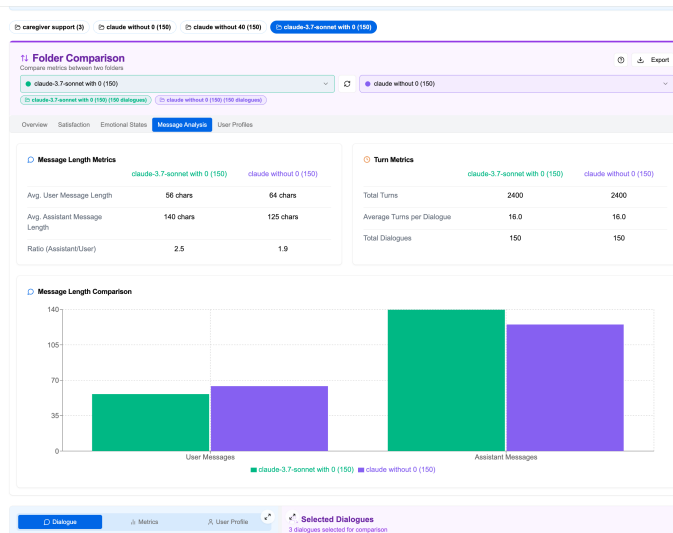 caregiver support (3) claude without 0 (150) claude without 40 (150) claude-3.7-sonnet with 0 (150)
Folder Comparison
Compare metrics between two folders
Export
claude-3.7-sonnet with 0 (150) claude without 0 (150)
claude-3.7-sonnet with 0 (150) (150 dialogues) claude without 0 (150) (150 dialogues)
Overview Satisfaction Emotional States Message Analysis User Profiles
Message Length Metrics
claude-3.7-sonnet with 0 (150) claude without 0 (150)
Avg. User Message Length 56 chars 64 chars
Avg. Assistant Message Length 140 chars 125 chars
Ratio (Assistant/User) 2.5 1.9
Turn Metrics
claude-3.7-sonnet with 0 (150) claude without 0 (150)
Total Turns 2400 2400
Average Turns per Dialogue 16.0 16.0
Total Dialogues 150 150
Message Length Comparison
140
105
70
35
0
User Messages Assistant Messages
claude-3.7-sonnet with 0 (150) claude without 0 (150)
Dialogue Metrics User Profile
Selected Dialogues
3 dialogues selected for comparison